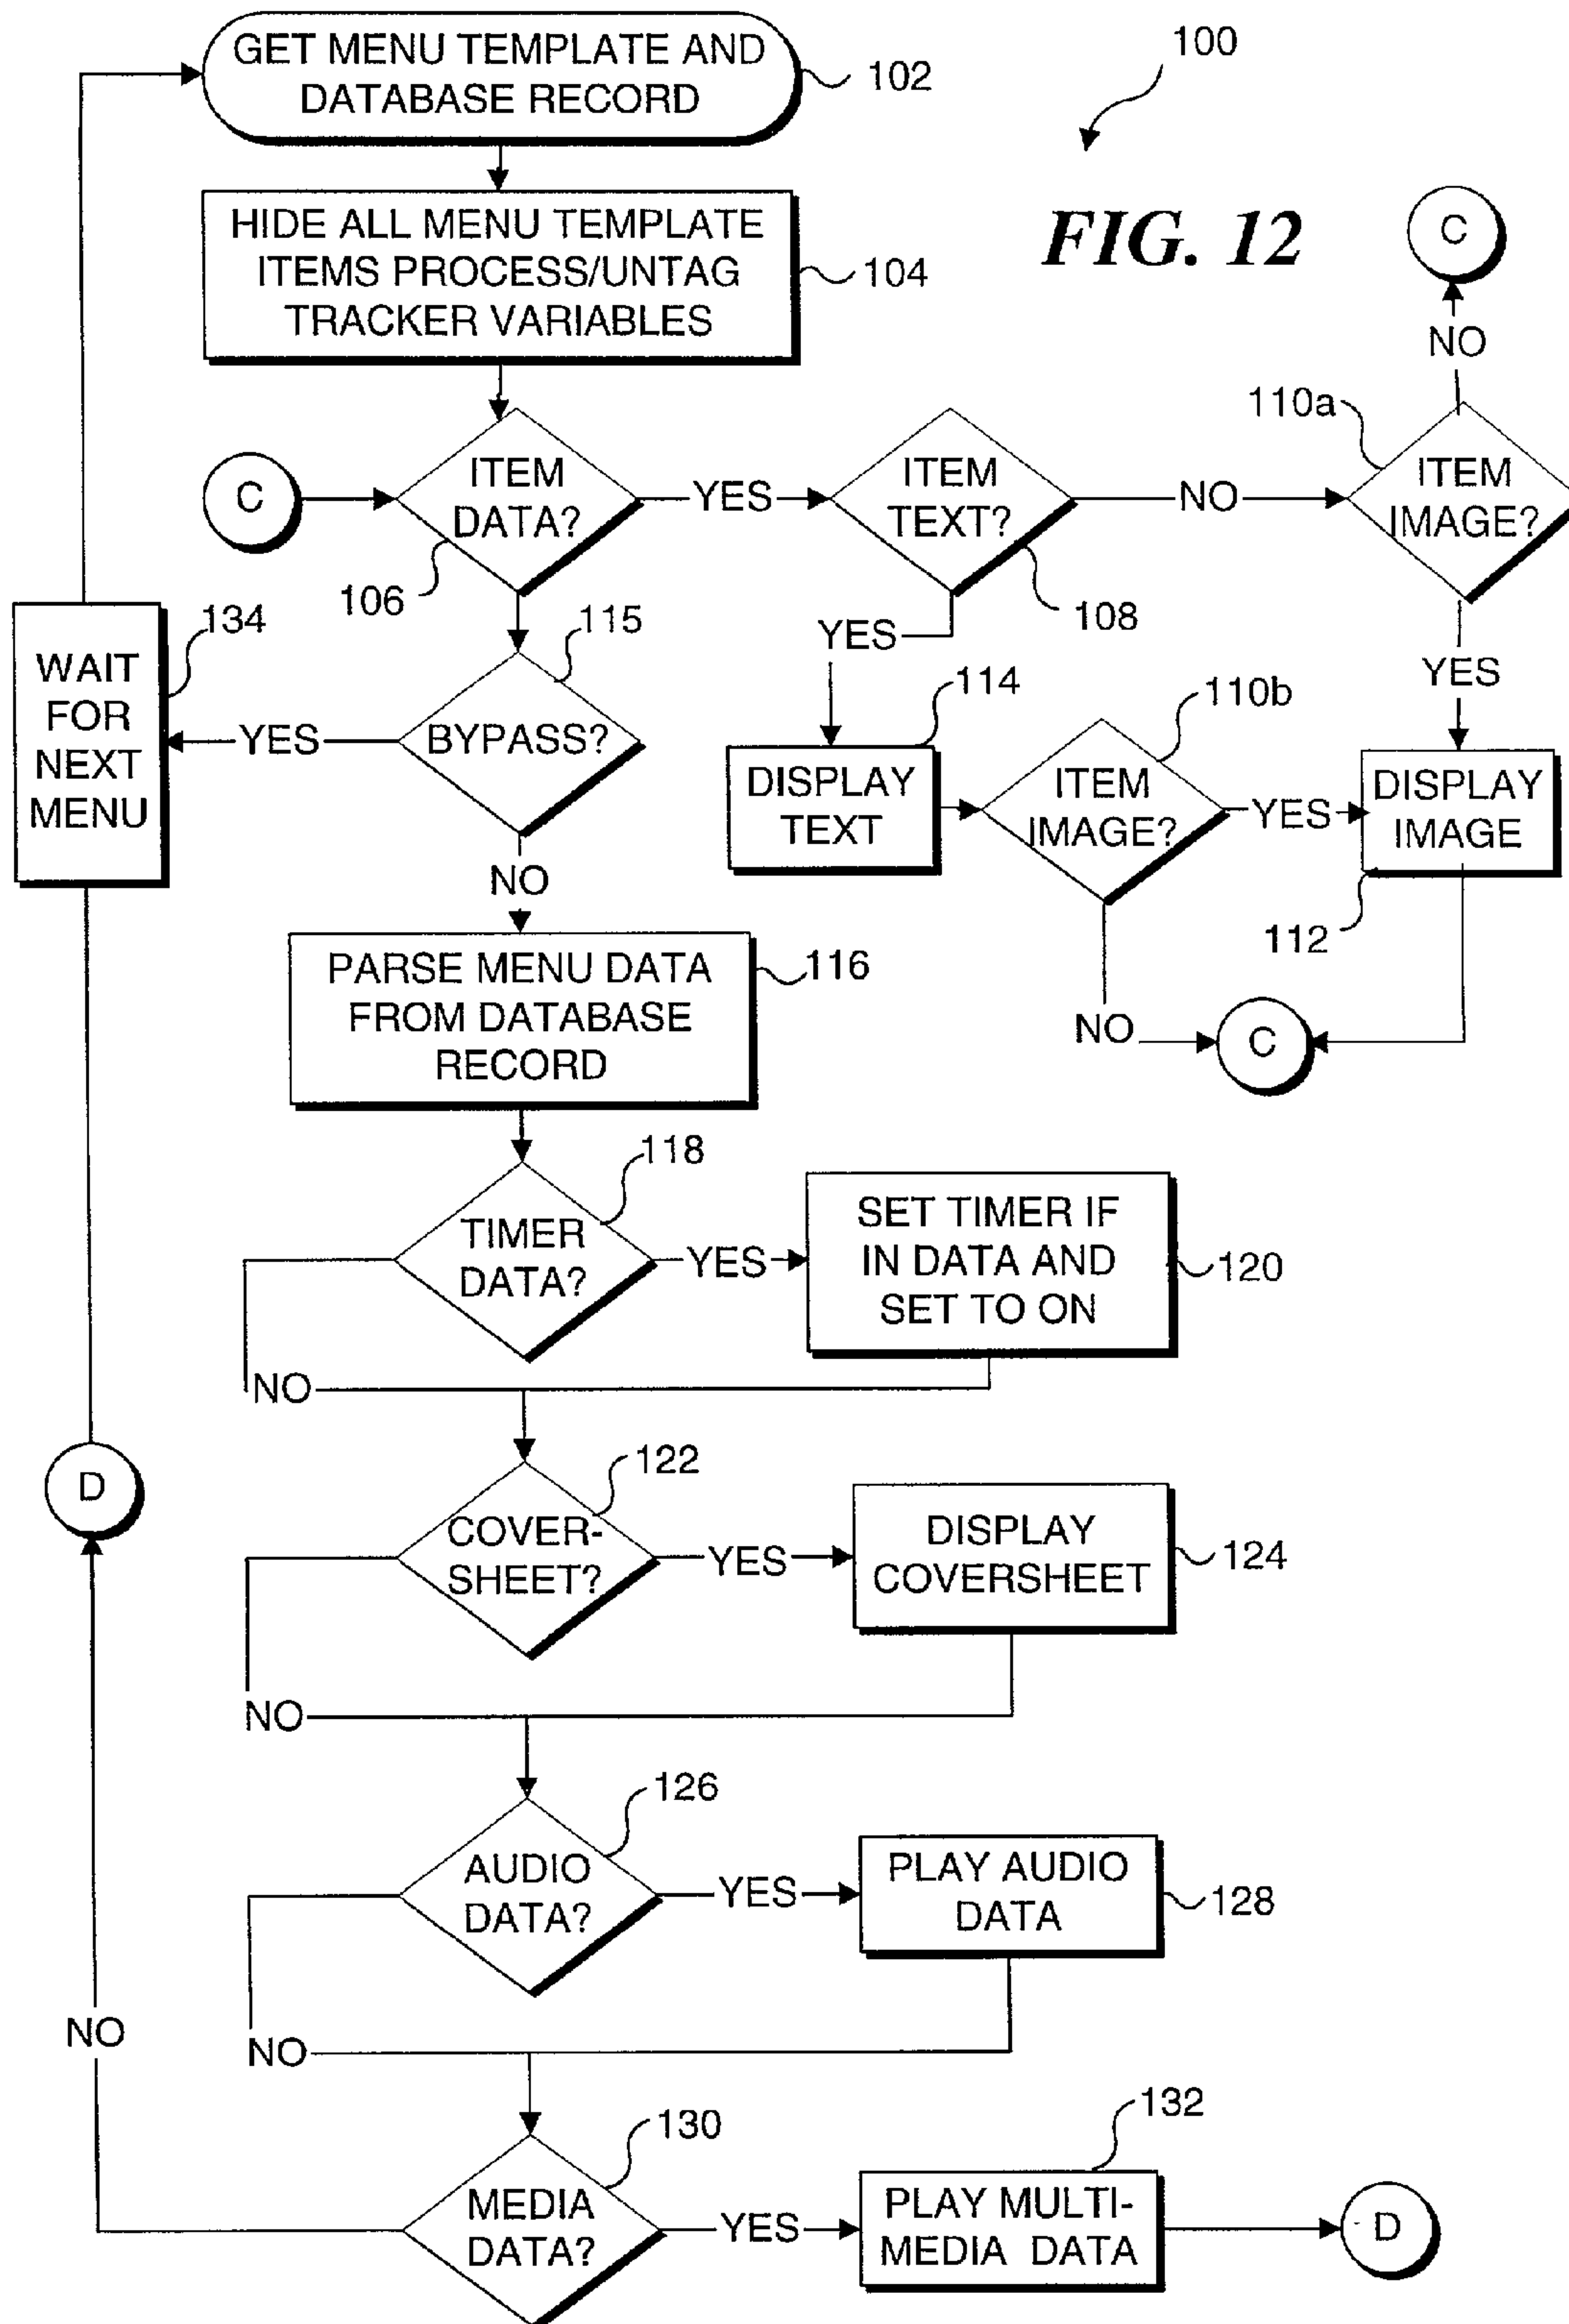 GET MENU TEMPLATE AND
DATABASE RECORD
102
100
FIG. 12
HIDE ALL MENU TEMPLATE
ITEMS PROCESS/UNTAG
TRACKER VARIABLES
104
C
NO
110a
C
ITEM
DATA?
106
YES
ITEM
TEXT?
108
NO
ITEM
IMAGE?
YES
YES
114
DISPLAY
TEXT
110b
ITEM
IMAGE?
YES
DISPLAY
IMAGE
112
NO
C
115
BYPASS?
YES
134
WAIT
FOR
NEXT
MENU
NO
PARSE MENU DATA
FROM DATABASE
RECORD
116
118
TIMER
DATA?
YES
SET TIMER IF
IN DATA AND
SET TO ON
120
NO
D
122
COVER-
SHEET?
YES
DISPLAY
COVERSHEET
124
NO
126
AUDIO
DATA?
YES
PLAY AUDIO
DATA
128
NO
NO
130
MEDIA
DATA?
YES
132
PLAY MULTI-
MEDIA DATA
D